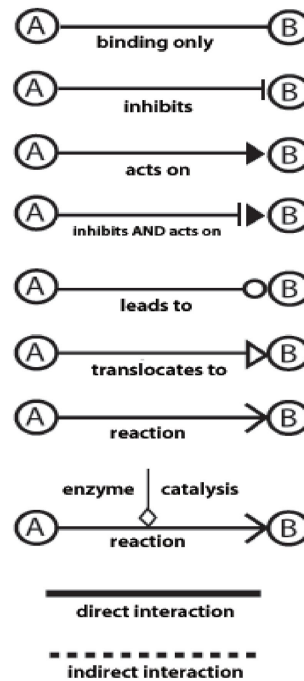 A B
binding only
A B
inhibits
A B
acts on
A B
inhibits AND acts on
A B
leads to
A B
translocates to
A B
reaction
enzyme catalysis
A B
reaction
direct interaction
indirect interaction